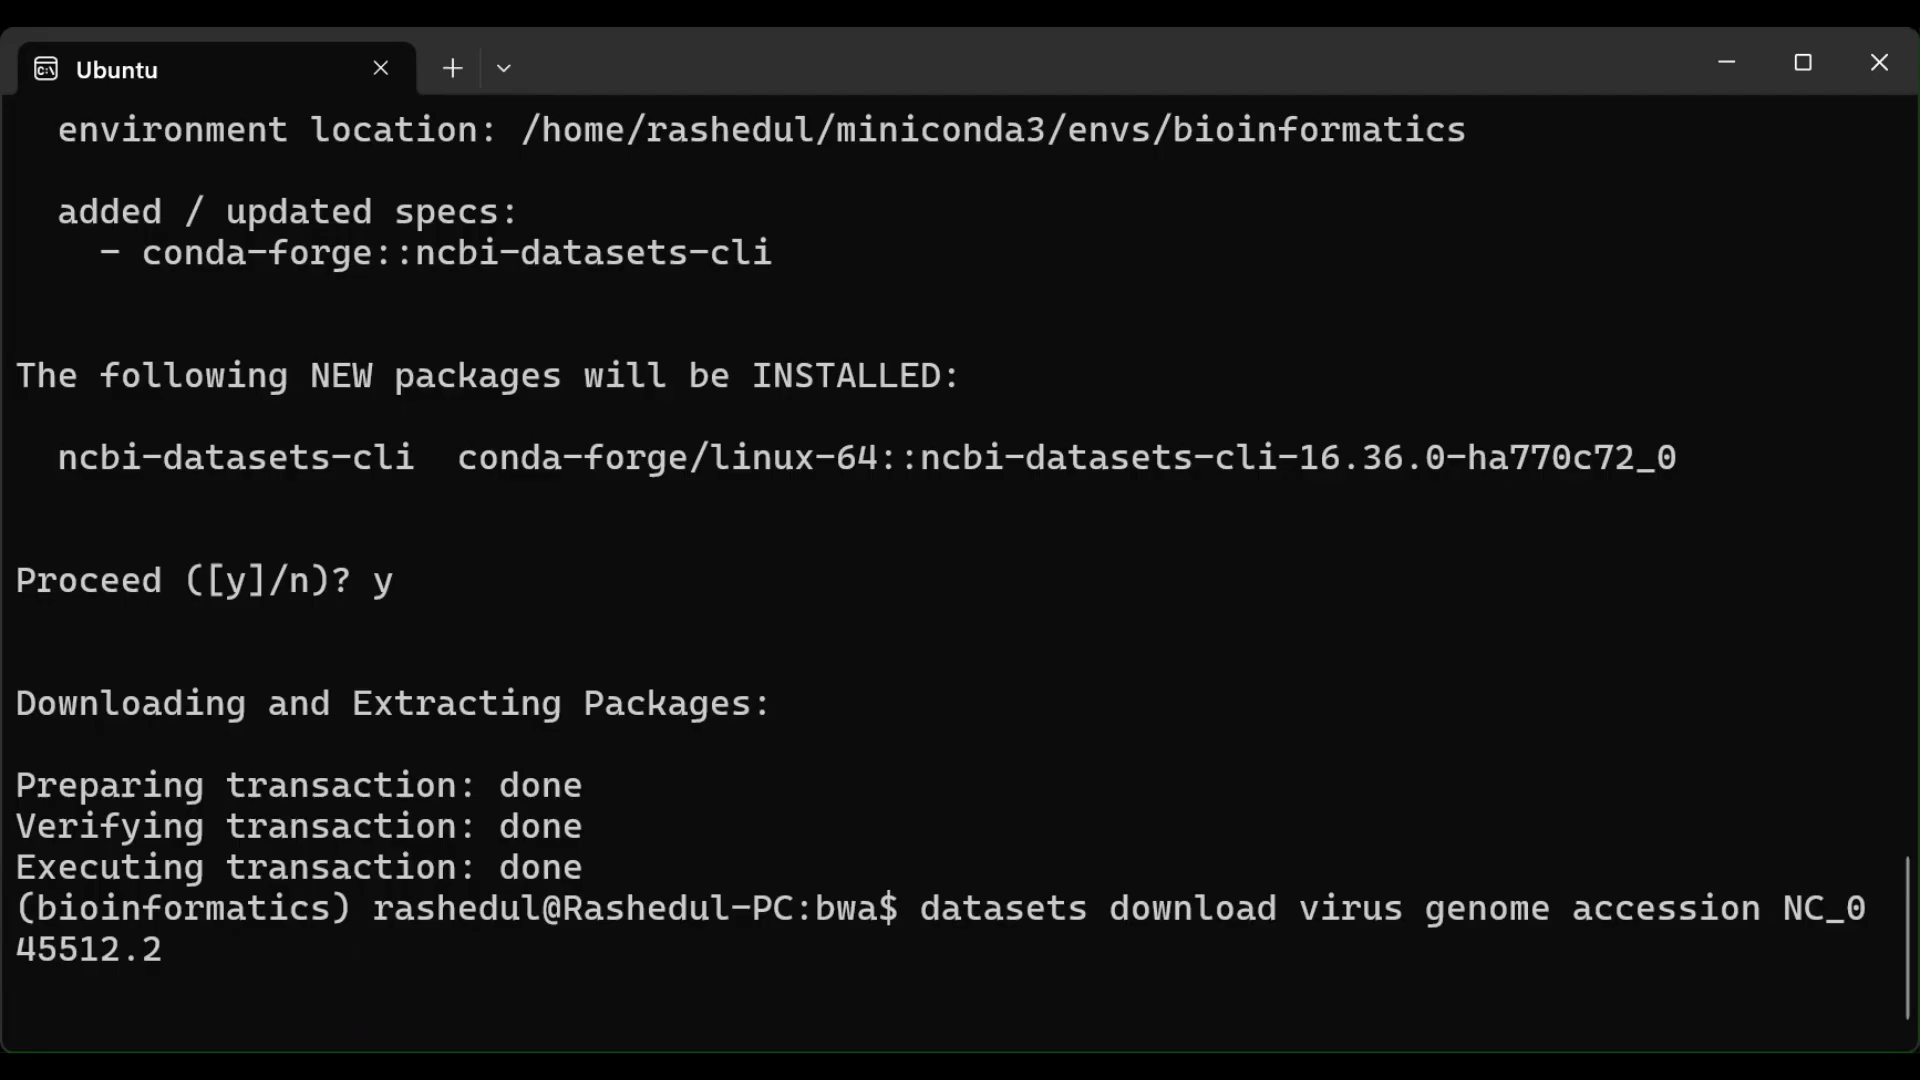 Ubuntu
environment location: /home/rashedul/miniconda3/envs/bioinformatics
added / updated specs:
- conda-forge::ncbi-datasets-cli
The following NEW packages will be INSTALLED:
ncbi-datasets-cli  conda-forge/linux-64::ncbi-datasets-cli-16.36.0-ha770c72_0
Proceed ([y]/n)? y
Downloading and Extracting Packages:
Preparing transaction: done
Verifying transaction: done
Executing transaction: done
(bioinformatics) rashedul@Rashedul-PC:bwa$ datasets download virus genome accession NC_0
45512.2